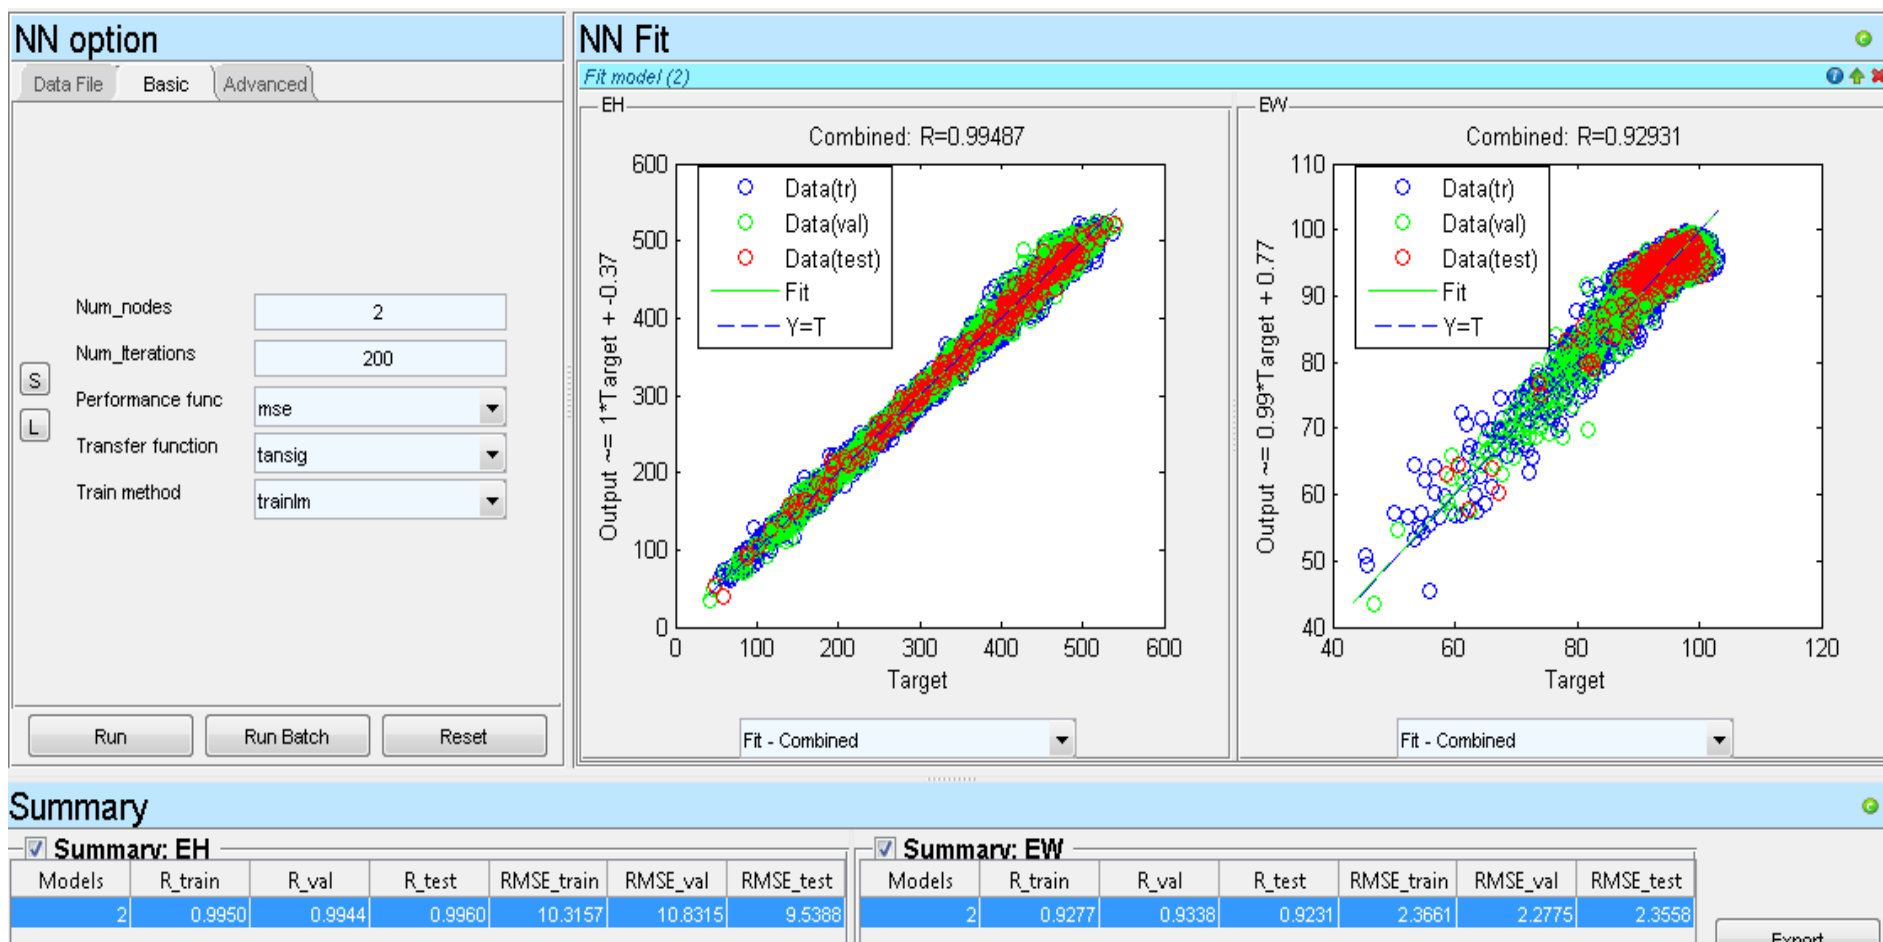 NN option
Data File Basic Advanced
Num_nodes 2
Num_Iterations 200
S
Performance func mse
L
Transfer function tansig
Train method trainlm
Run Run Batch Reset
NN Fit
Fit model (2)
EH
Combined: R=0.99487
Output ~= 1*Target + -0.37
600
500
400
300
200
100
0
Data(tr)
Data(val)
Data(test)
Fit
Y=T
0 100 200 300 400 500 600
Target
Fit - Combined
EW
Combined: R=0.92931
Output ~= 0.99*Target + 0.77
110
100
90
80
70
60
50
40
Data(tr)
Data(val)
Data(test)
Fit
Y=T
40 60 80 100 120
Target
Fit - Combined
Summary
Summary: EH
Models R_train R_val R_test RMSE_train RMSE_val RMSE_test
2 0.9950 0.9944 0.9960 10.3157 10.8315 9.5388
Summary: EW
Models R_train R_val R_test RMSE_train RMSE_val RMSE_test
2 0.9277 0.9338 0.9231 2.3661 2.2775 2.3558
Export